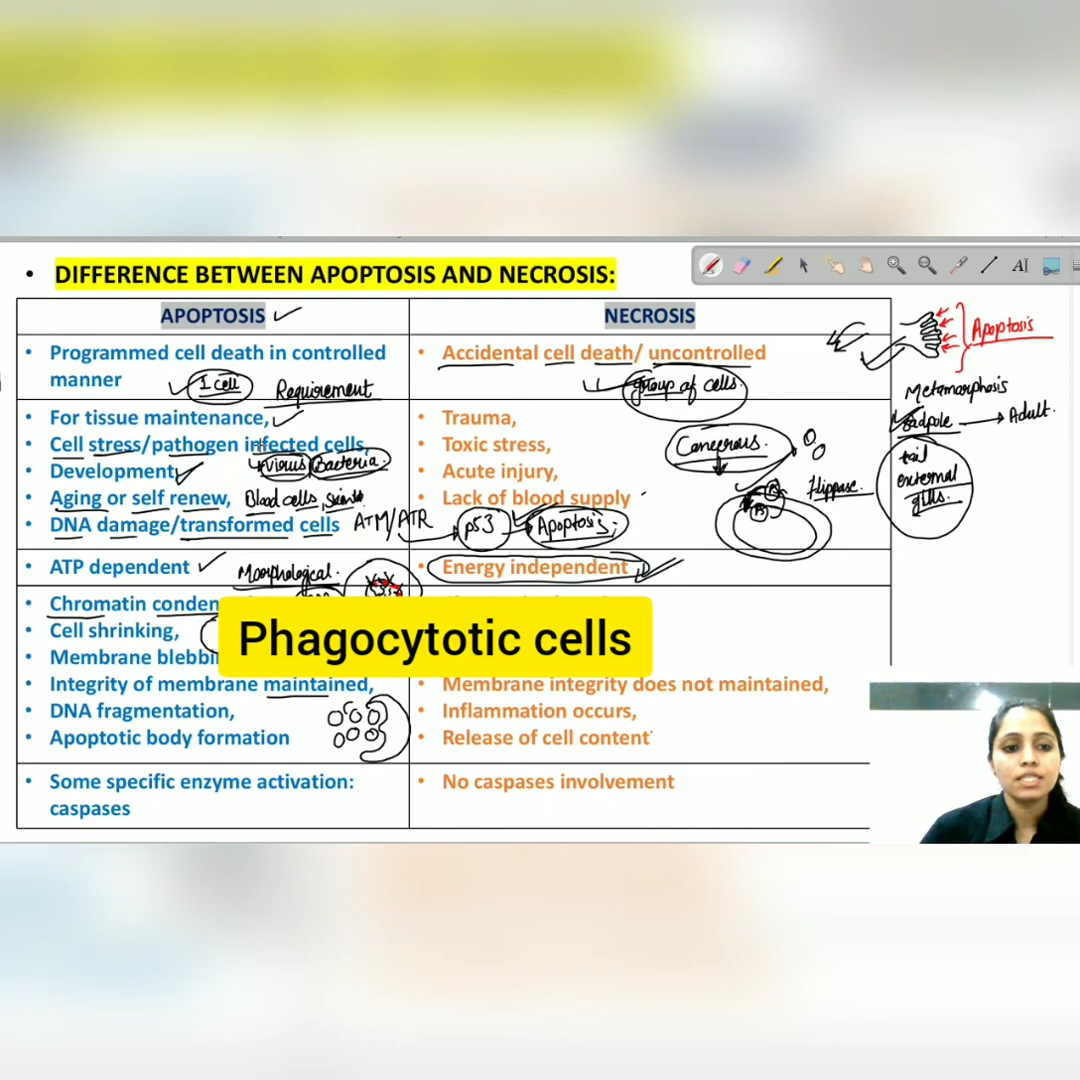 • DIFFERENCE BETWEEN APOPTOSIS AND NECROSIS:
AI
APOPTOSIS
NECROSIS
• Programmed cell death in controlled
manner
1 cell
Requirement
• Accidental cell death/ uncontrolled
group of cells.
Apoptosis
Metamorphosis
Tadpole → Adult.
tail
external
gills.
• For tissue maintenance,
• Cell stress/pathogen infected cells,
Virus Bacteria
• Development
• Aging or self renew, Blood cells,
• DNA damage/transformed cells ATM/ATR → p53 → Apoptosis.
• Trauma,
• Toxic stress,
• Acute injury,
• Lack of blood supply
Cancerous.
PS
PS
Flippase.
• ATP dependent
Morphological.
• Energy independent
• Chromatin conden
• Cell shrinking,
• Membrane blebbi
• Integrity of membrane maintained,
• DNA fragmentation,
• Apoptotic body formation
Phagocytotic cells
• Membrane integrity does not maintained,
• Inflammation occurs,
• Release of cell content
• Some specific enzyme activation:
caspases
• No caspases involvement